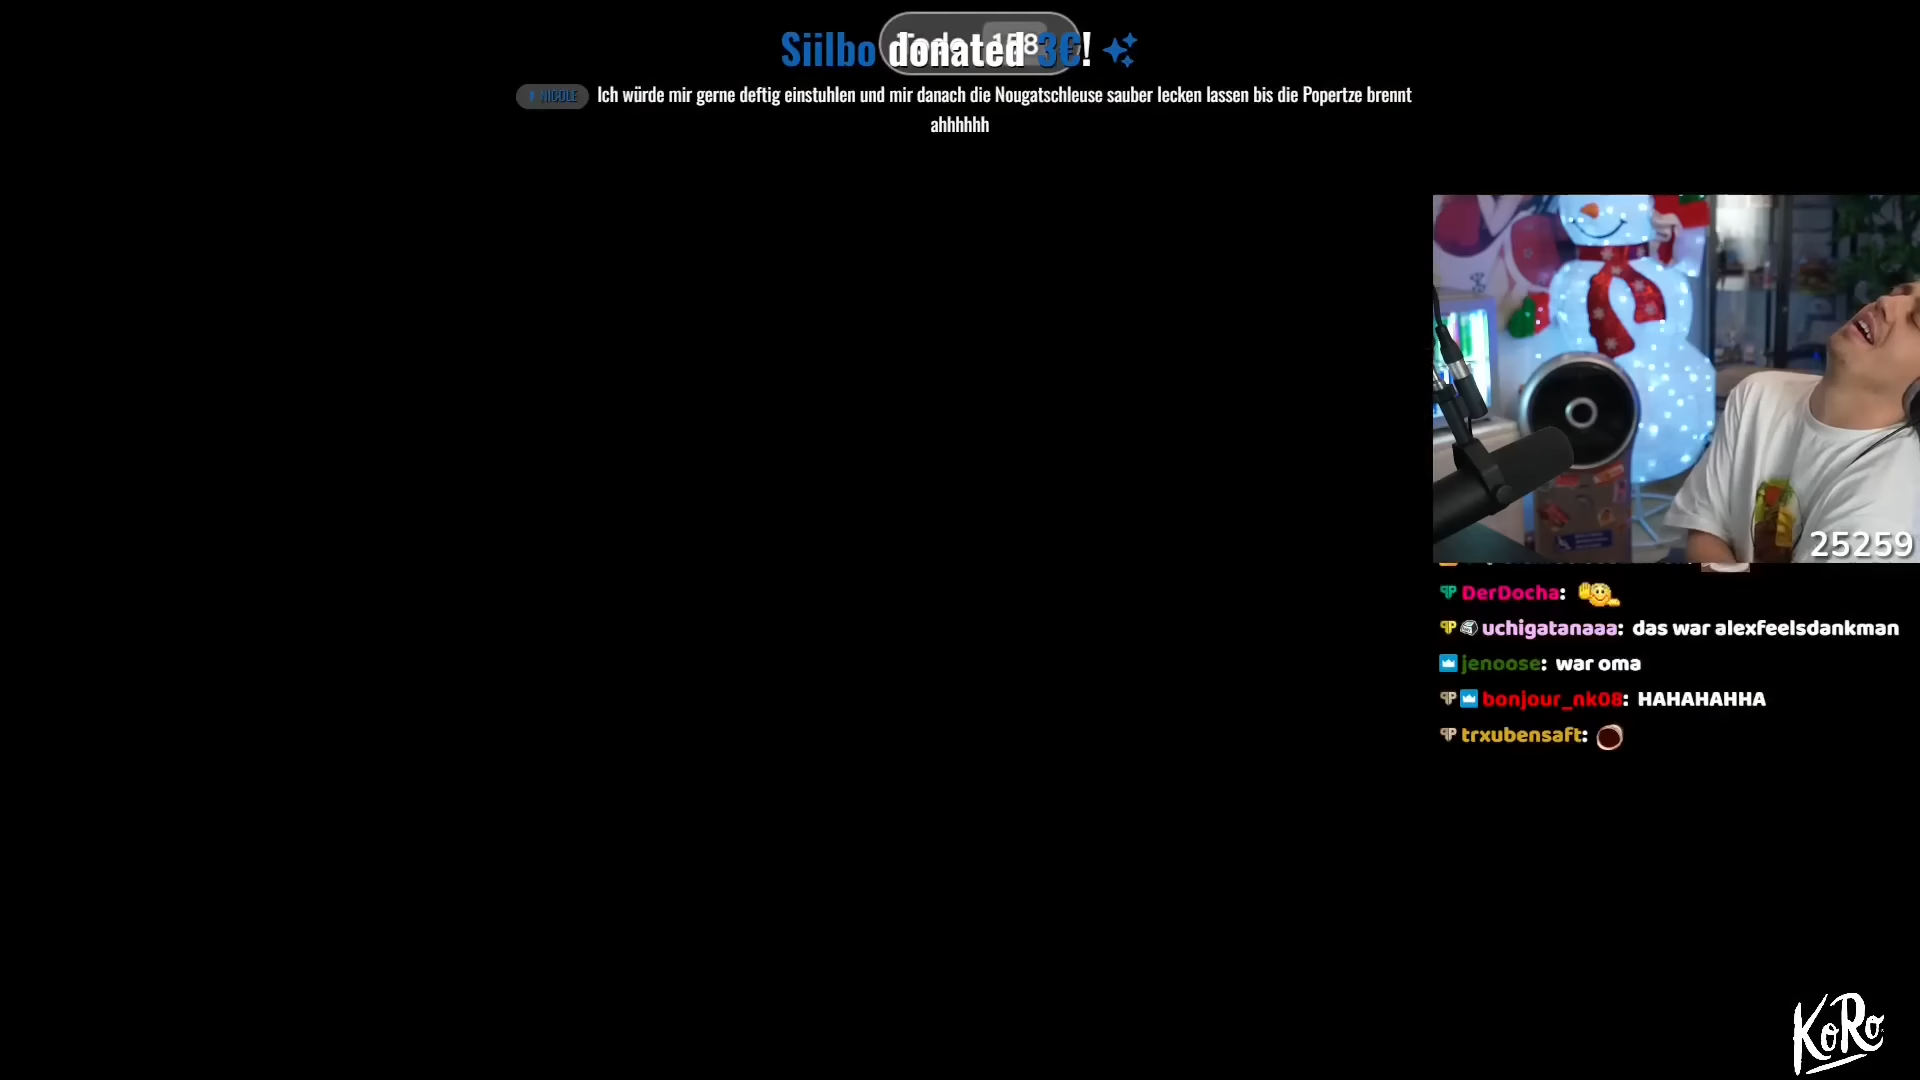 Siilbo donated 3€!
NICOLE Ich würde mir gerne deftig einstuhlen und mir danach die Nougatschleuse sauber lecken lassen bis die Popertze brennt
ahhhhhh
25259
DerDocha:
uchigatanaaa: das war alexfeelsdankman
jenoose: war oma
bonjour_nk08: HAHAHAHHA
trxubensaft:
KoRo